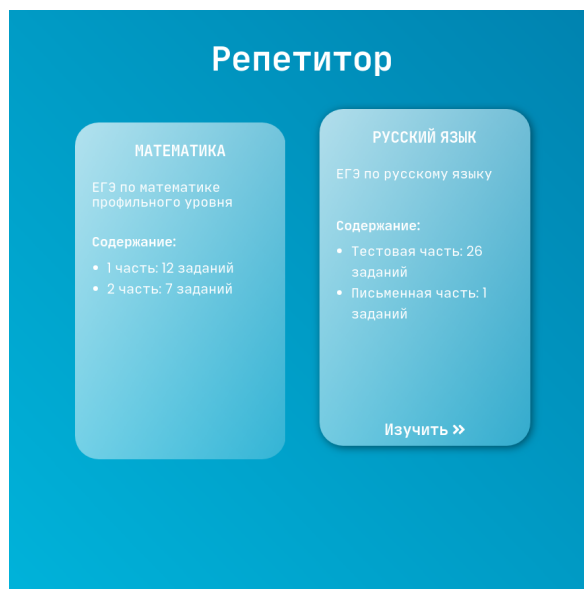 Репетитор
МАТЕМАТИКА
ЕГЭ по математике
профильного уровня
Содержание:
1 часть: 12 заданий
2 часть: 7 заданий
РУССКИЙ ЯЗЫК
ЕГЭ по русскому языку
Содержание:
Тестовая часть: 26
заданий
Письменная часть: 1
заданий
Изучить »